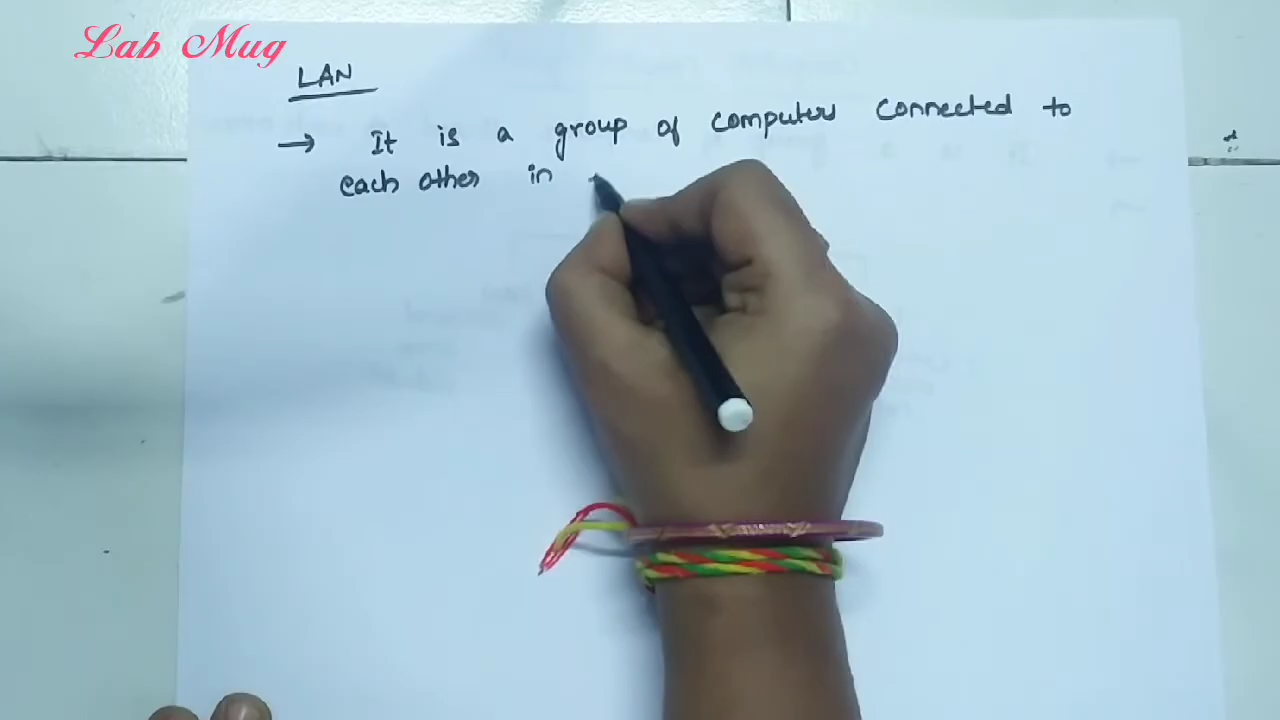 Lab Mug
LAN
→ It is a group of computers connected to
each other in